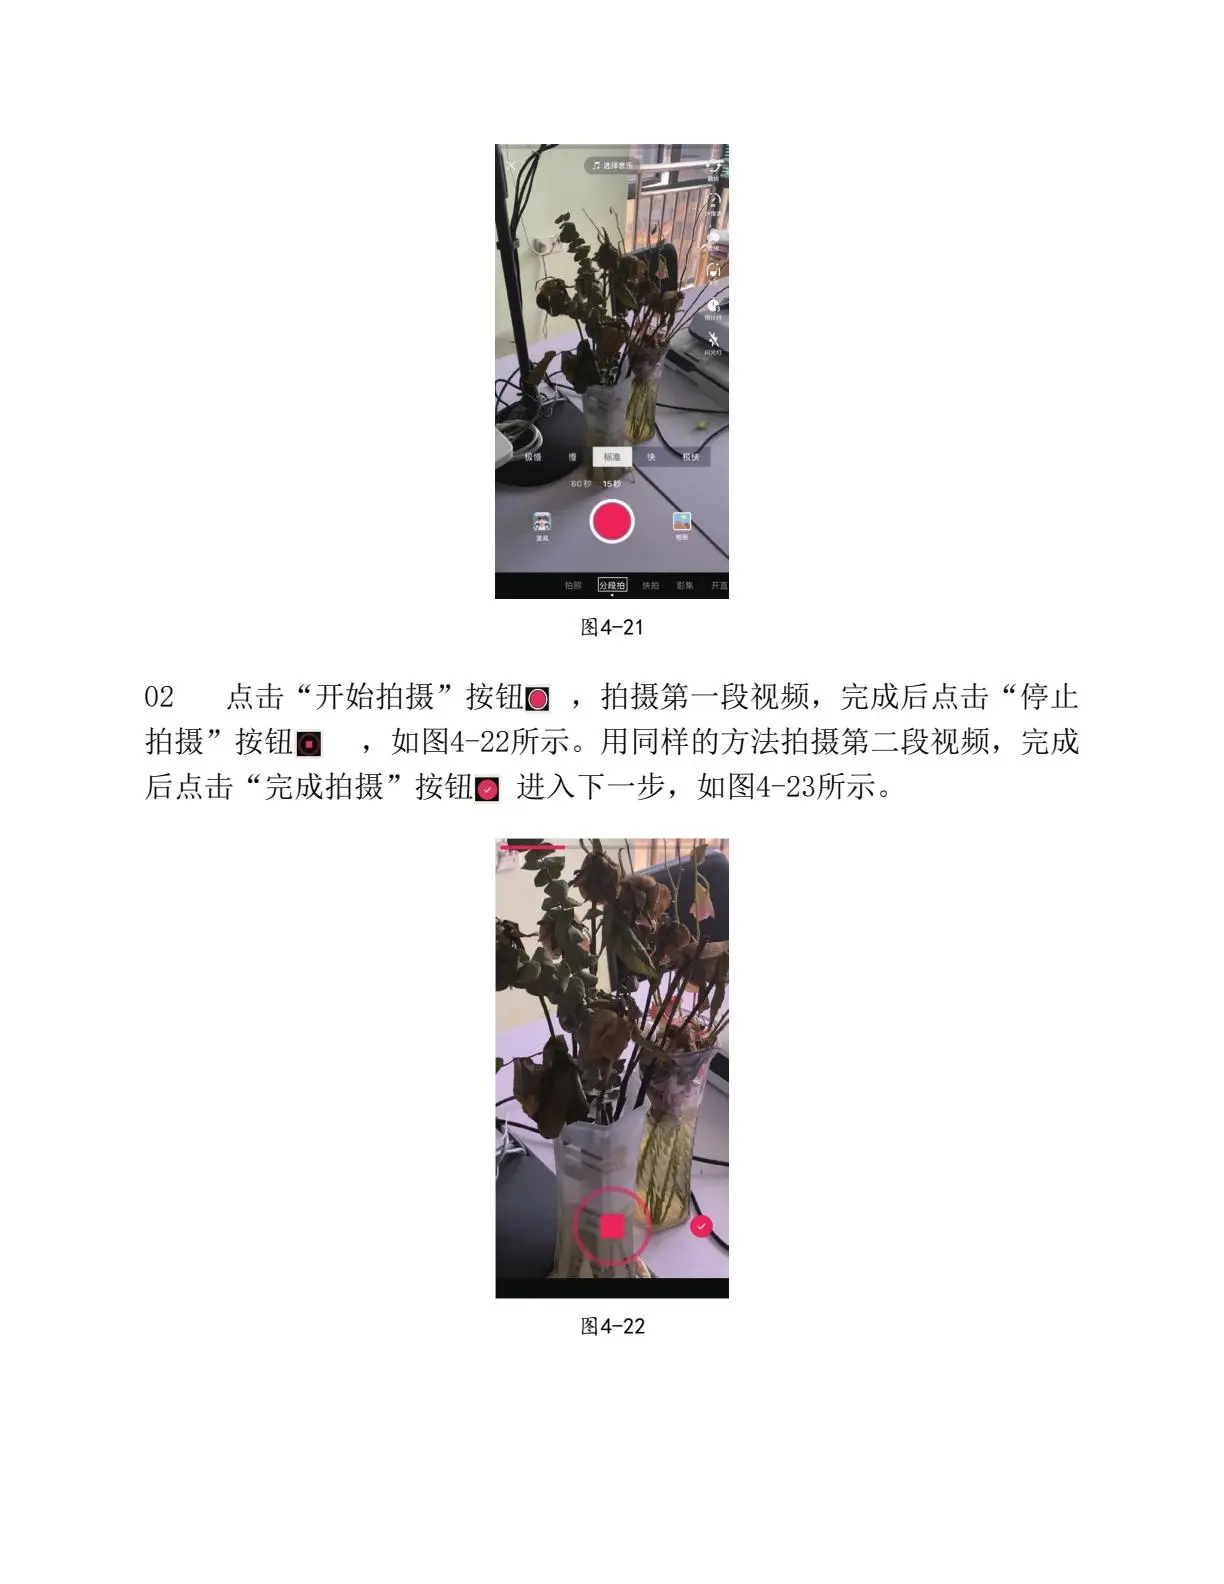 选择音乐
翻转
快慢速
倒计时
闪光灯
极慢 慢 标准 快 极快
60秒 15秒
道具 相册
拍照 分段拍 快拍 影集 开直
图4-21
02 点击“开始拍摄”按钮 ，拍摄第一段视频，完成后点击“停止
拍摄”按钮 ，如图4-22所示。用同样的方法拍摄第二段视频，完成
后点击“完成拍摄”按钮 进入下一步，如图4-23所示。
图4-22